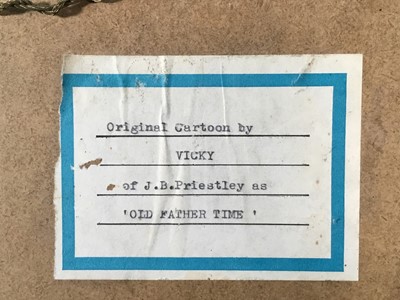 Original Cartoon by
VICKY
of J.B.Priestley as
'OLD FATHER TIME '